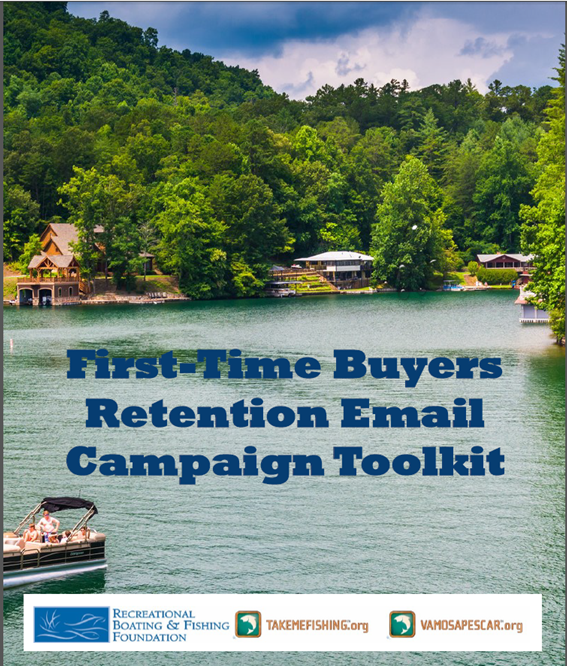 First-Time Buyers
Retention Email
Campaign Toolkit
RECREATIONAL
BOATING & FISHING
FOUNDATION
TAKEMEFISHING.org
VAMOSAPESCAR.org